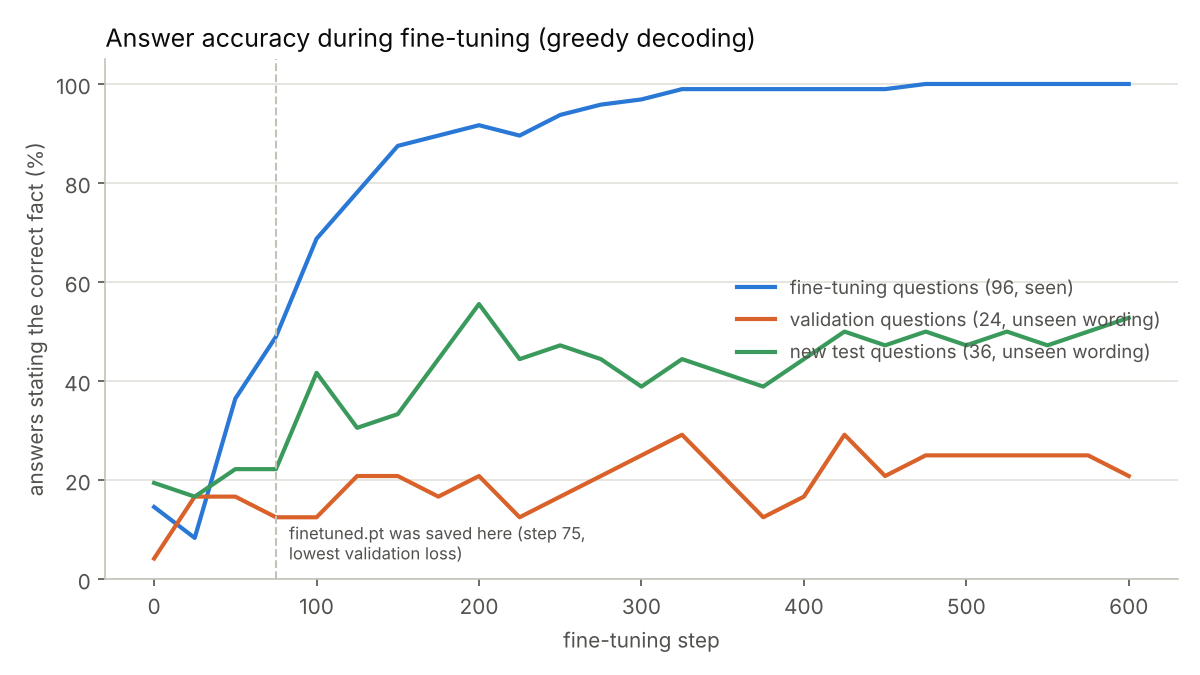 Answer accuracy during fine-tuning (greedy decoding)
answers stating the correct fact (%)
100
80
60
40
20
0
fine-tuning questions (96, seen)
validation questions (24, unseen wording)
new test questions (36, unseen wording)
finetuned.pt was saved here (step 75,
lowest validation loss)
0 100 200 300 400 500 600
fine-tuning step